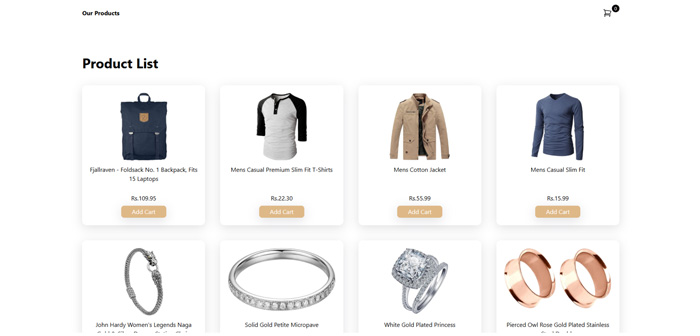 Our Products
0
Product List
Fjallraven - Foldsack No. 1 Backpack, Fits
15 Laptops
Rs.109.95
Add Cart
Mens Casual Premium Slim Fit T-Shirts
Rs.22.30
Add Cart
Mens Cotton Jacket
Rs.55.99
Add Cart
Mens Casual Slim Fit
Rs.15.99
Add Cart
John Hardy Women's Legends Naga
Solid Gold Petite Micropave
White Gold Plated Princess
Pierced Owl Rose Gold Plated Stainless